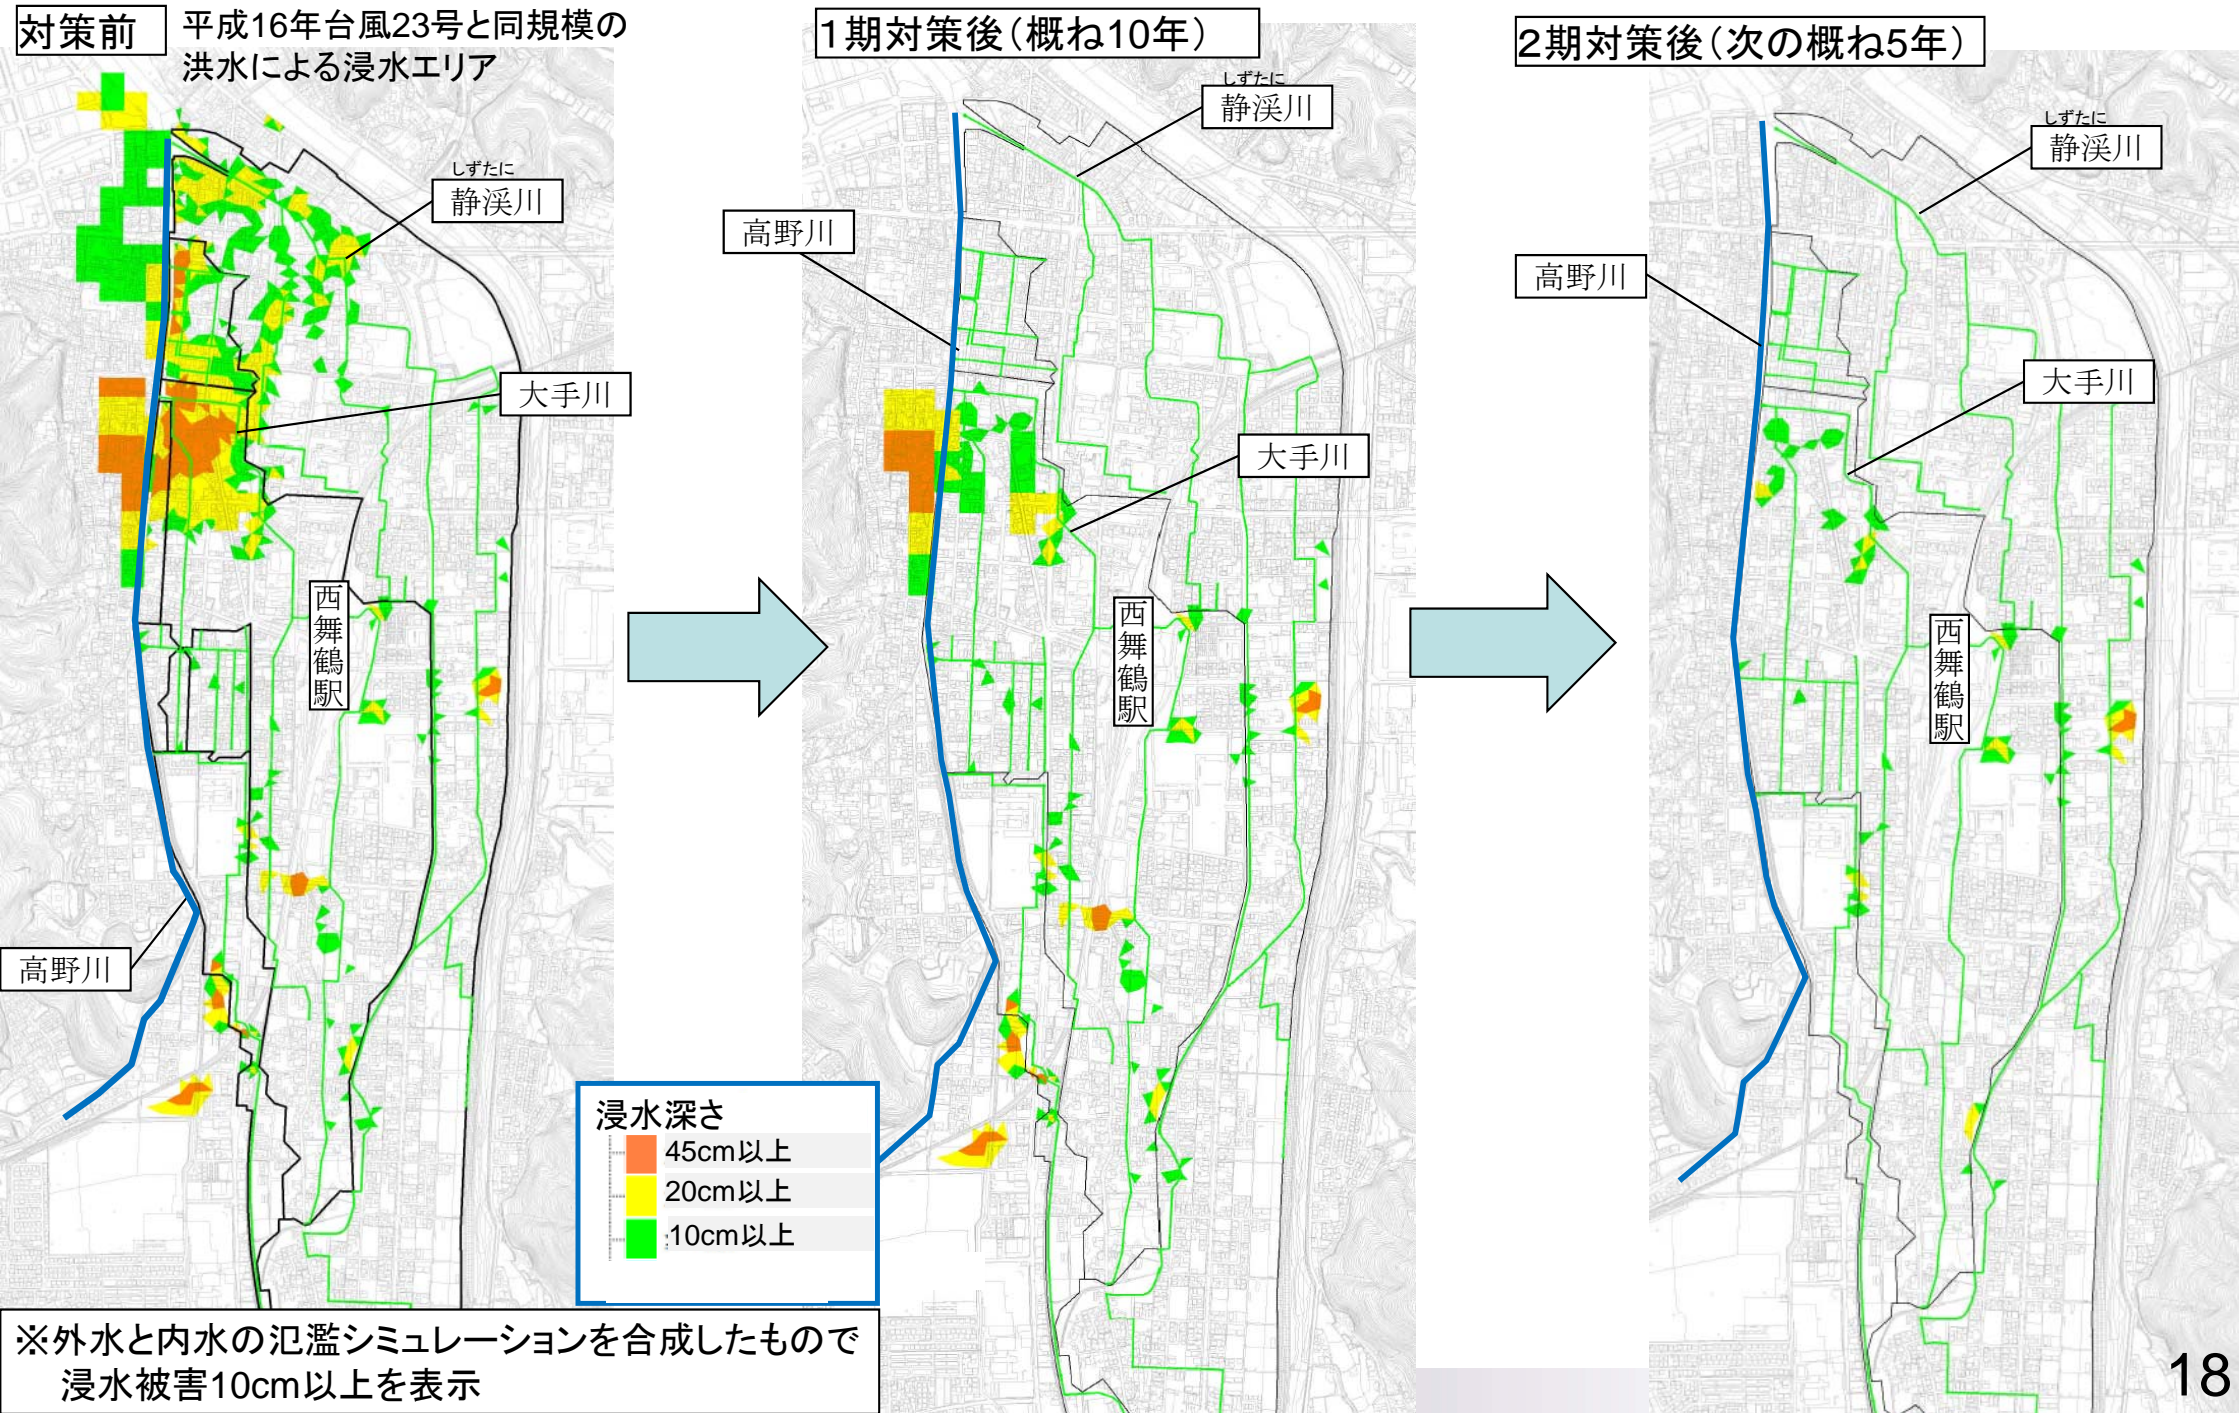 対策前
平成16年台風23号と同規模の
洪水による浸水エリア
しずたに
静渓川
大手川
西舞鶴駅
高野川
1期対策後（概ね10年）
しずたに
静渓川
高野川
大手川
西舞鶴駅
2期対策後（次の概ね5年）
しずたに
静渓川
高野川
大手川
西舞鶴駅
浸水深さ
45cm以上
20cm以上
10cm以上
※外水と内水の氾濫シミュレーションを合成したもので
浸水被害10cm以上を表示
18